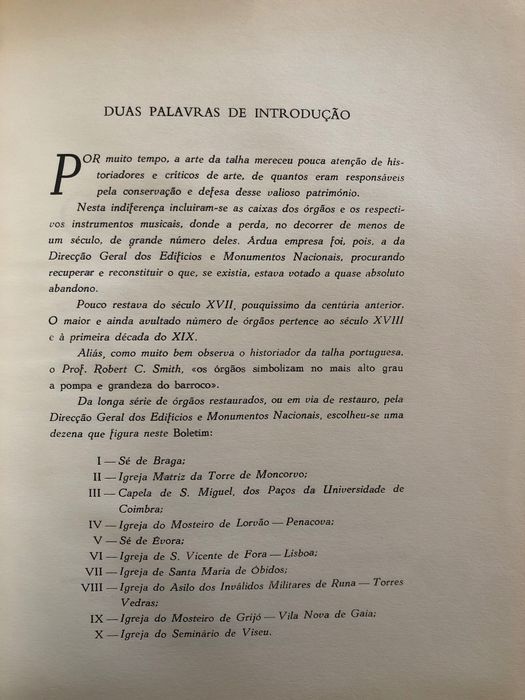 DUAS PALAVRAS DE INTRODUÇÃO
POR muito tempo, a arte da talha mereceu pouca atenção de his-
toriadores e críticos de arte, de quantos eram responsáveis
pela conservação e defesa desse valioso património.
Nesta indiferença incluíram-se as caixas dos órgãos e os respecti-
vos instrumentos musicais, donde a perda, no decorrer de menos de
um século, de grande número deles. Árdua empresa foi, pois, a da
Direcção Geral dos Edifícios e Monumentos Nacionais, procurando
recuperar e reconstituir o que, se existia, estava votado a quase absoluto
abandono.
Pouco restava do século XVII, pouquíssimo da centúria anterior.
O maior e ainda avultado número de órgãos pertence ao século XVIII
e à primeira década do XIX.
Aliás, como muito bem observa o historiador da talha portuguesa,
o Prof. Robert C. Smith, «os órgãos simbolizam no mais alto grau
a pompa e grandeza do barroco».
Da longa série de órgãos restaurados, ou em via de restauro, pela
Direcção Geral dos Edifícios e Monumentos Nacionais, escolheu-se uma
dezena que figura neste Boletim:
I — Sé de Braga;
II — Igreja Matriz da Torre de Moncorvo;
III — Capela de S. Miguel, dos Paços da Universidade de
Coimbra;
IV — Igreja do Mosteiro de Lorvão — Penacova;
V — Sé de Évora;
VI — Igreja de S. Vicente de Fora — Lisboa;
VII — Igreja de Santa Maria de Óbidos;
VIII — Igreja do Asilo dos Inválidos Militares de Runa — Torres
Vedras;
IX — Igreja do Mosteiro de Grijó — Vila Nova de Gaia;
X — Igreja do Seminário de Viseu.